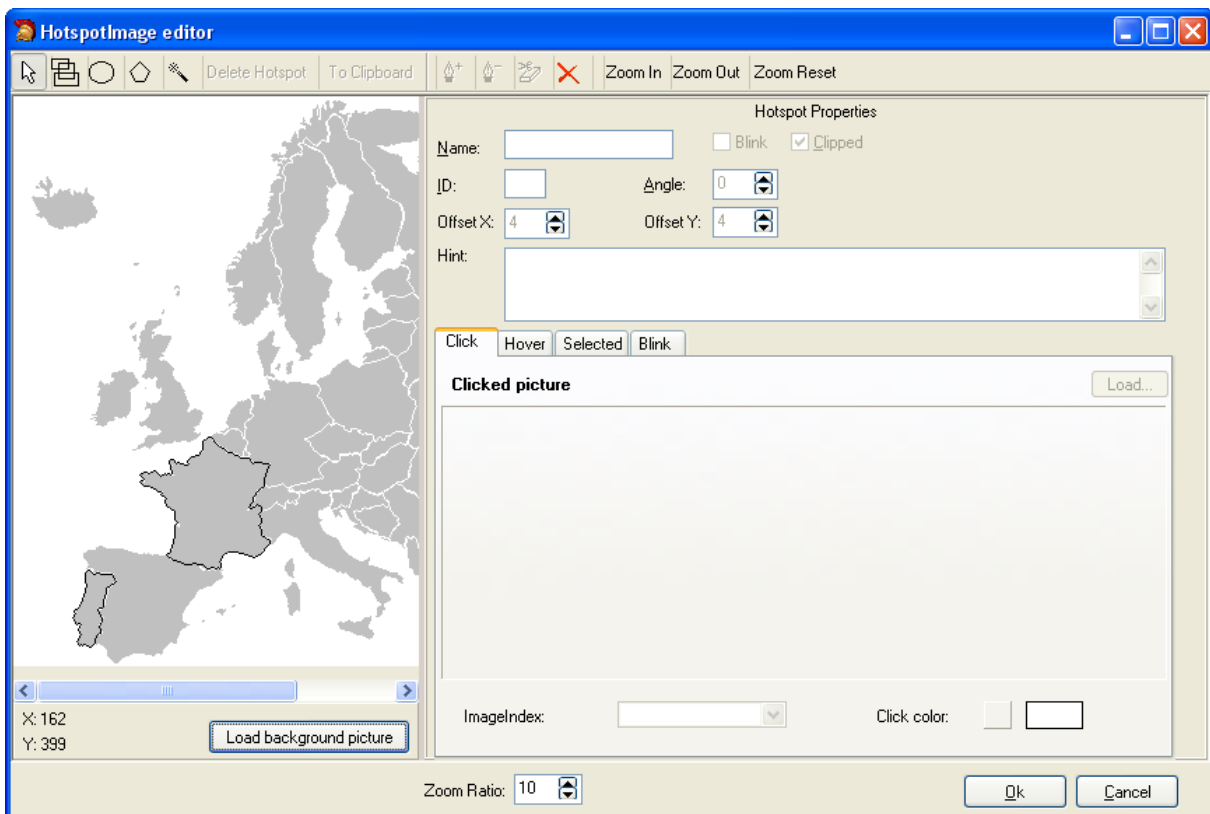 HotspotImage editor
Delete Hotspot To Clipboard Zoom In Zoom Out Zoom Reset
Hotspot Properties
Name: Blink Clipped
ID: Angle: 0
Offset X: 4 Offset Y: 4
Hint:
Click Hover Selected Blink
Clicked picture Load...
ImageIndex: Click color:
X: 162
Y: 399
Load background picture
Zoom Ratio: 10 Ok Cancel